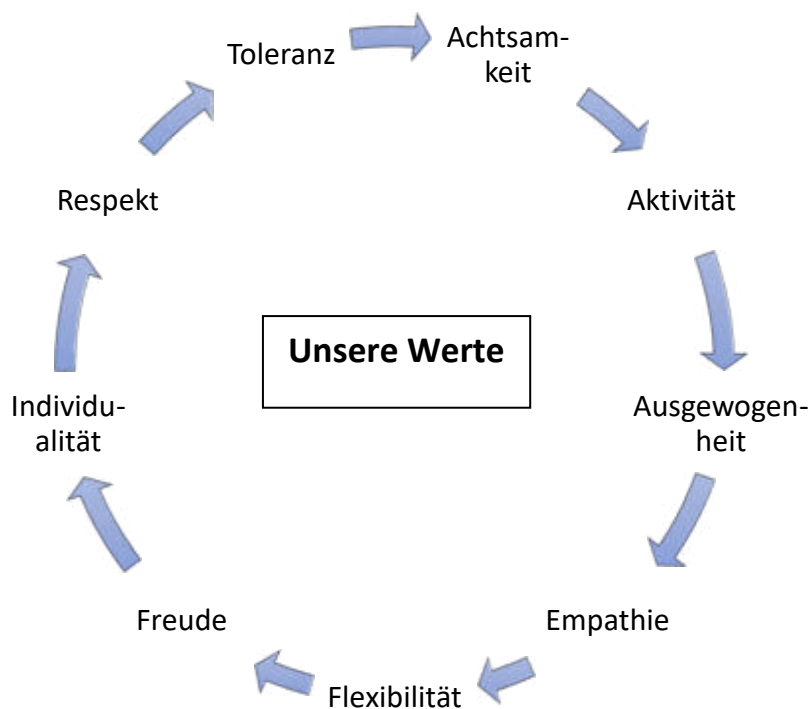 Toleranz
Achtsam-
keit
Aktivität
Ausgewogen-
heit
Empathie
Flexibilität
Freude
Individu-
alität
Respekt
Unsere Werte